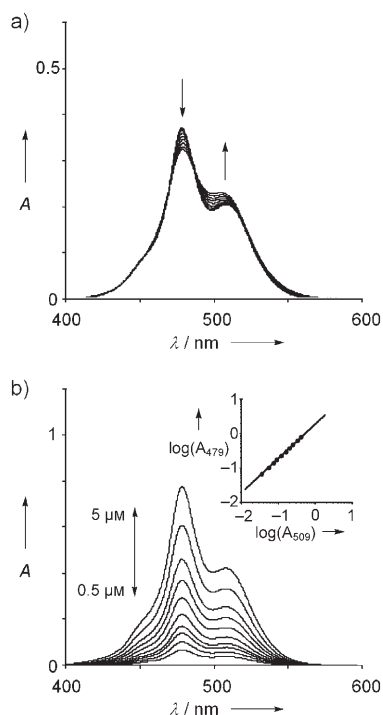 a)
0.5
A
0
400
500
600
λ / nm
b)
1
1
0
log(A479)
−1
−2
−2
−1
0
1
log(A509)
5 µM
A
0.5 µM
0
400
500
600
λ / nm